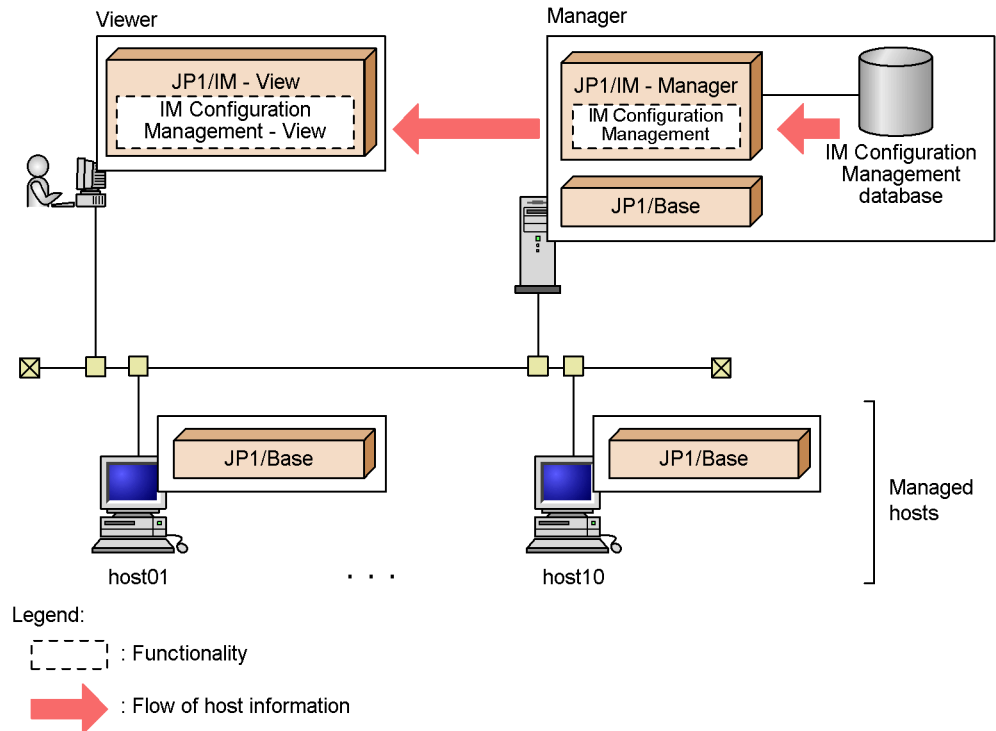 Viewer
Manager
JP1/IM - View
IM Configuration
Management - View
JP1/IM - Manager
IM Configuration
Management
IM Configuration
Management
database
JP1/Base
JP1/Base
JP1/Base
Managed
hosts
host01
. . .
host10
Legend:
: Functionality
: Flow of host information